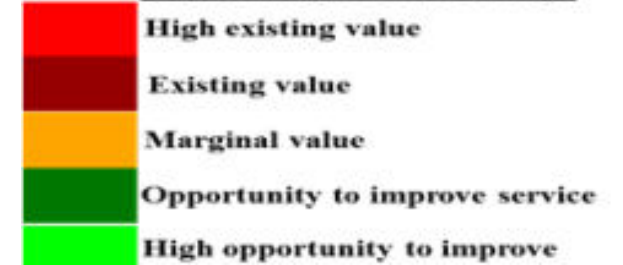 High existing value
Existing value
Marginal value
Opportunity to improve service
High opportunity to improve